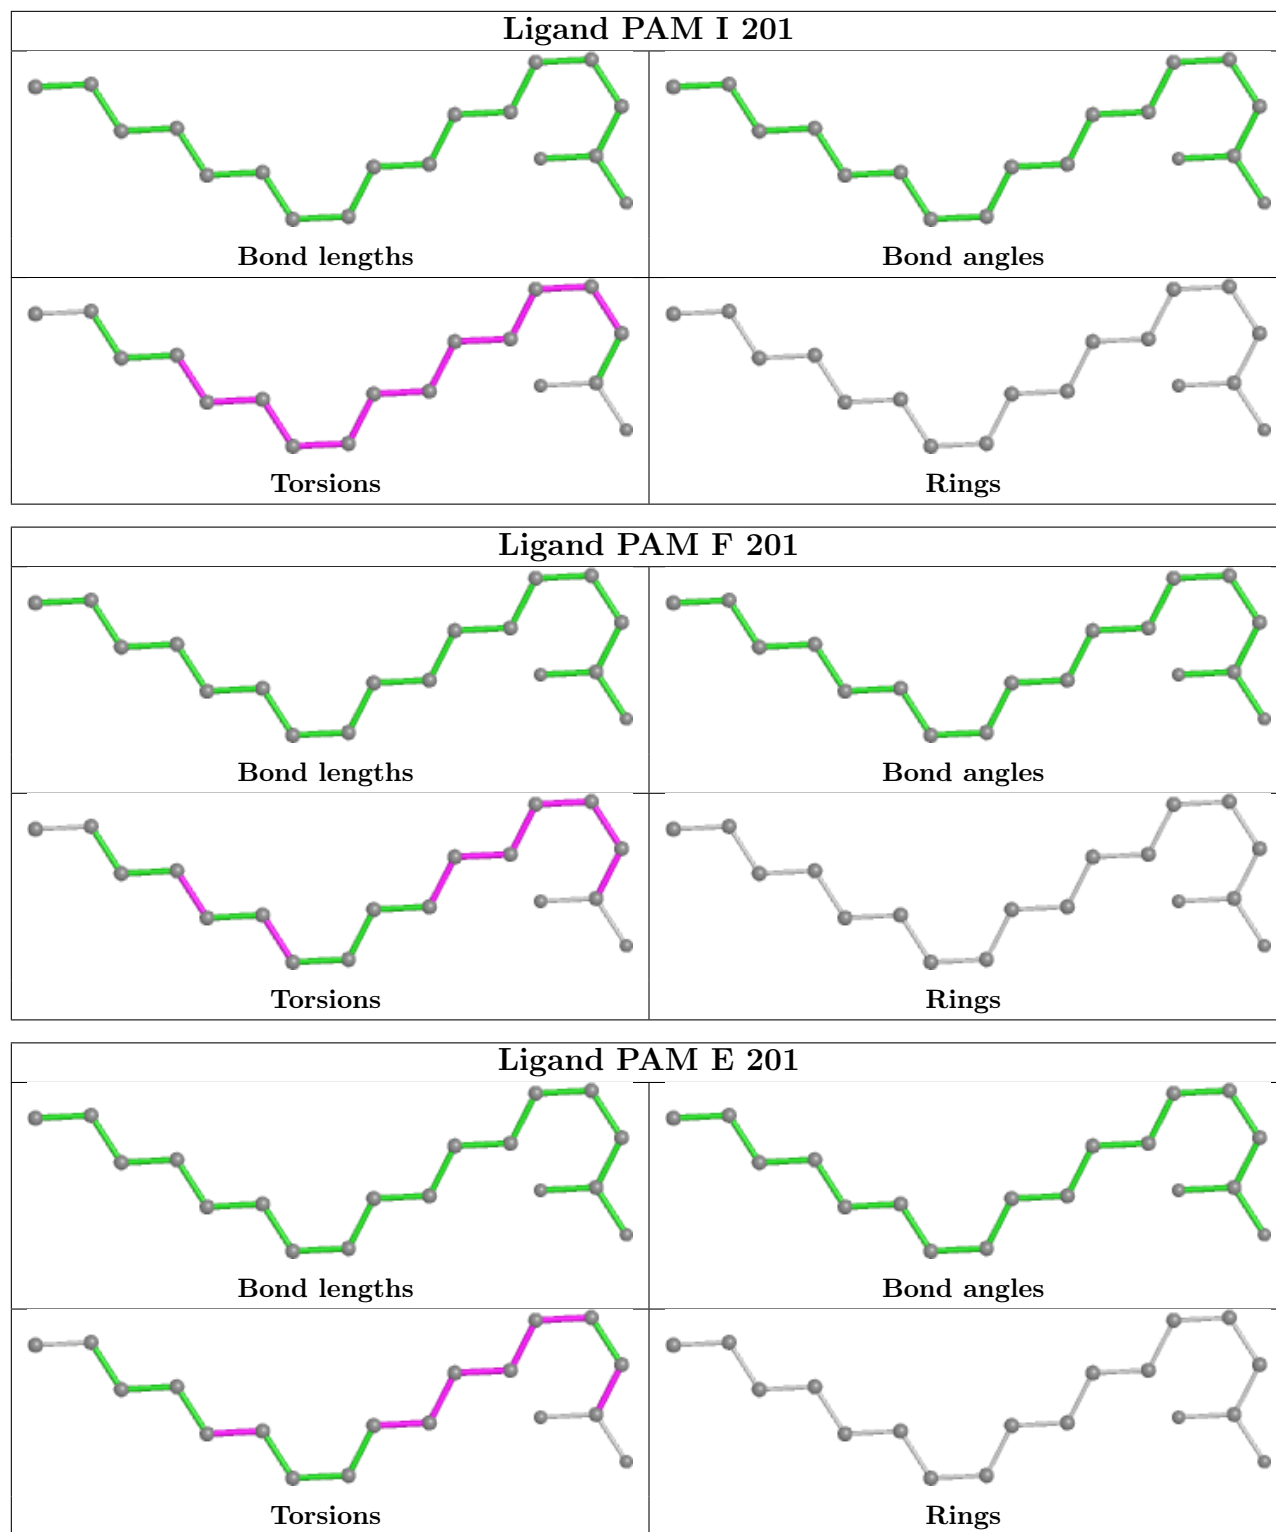 Ligand PAM I 201
Bond lengths
Bond angles
Torsions
Rings
Ligand PAM F 201
Bond lengths
Bond angles
Torsions
Rings
Ligand PAM E 201
Bond lengths
Bond angles
Torsions
Rings